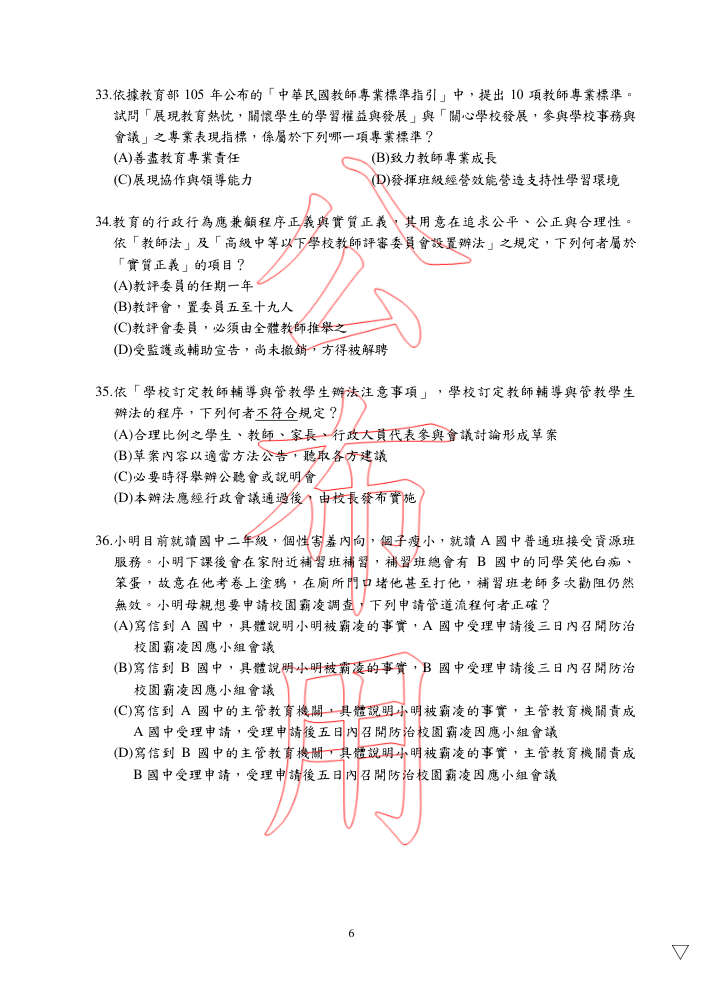 33.依據教育部 105 年公布的「中華民國教師專業標準指引」中，提出 10 項教師專業標準。
試問「展現教育熱忱，關懷學生的學習權益與發展」與「關心學校發展，參與學校事務與
會議」之專業表現指標，係屬於下列哪一項專業標準？
(A)善盡教育專業責任 (B)致力教師專業成長
(C)展現協作與領導能力 (D)發揮班級經營效能營造支持性學習環境
34.教育的行政行為應兼顧程序正義與實質正義，其用意在追求公平、公正與合理性。
依「教師法」及「高級中等以下學校教師評審委員會設置辦法」之規定，下列何者屬於
「實質正義」的項目？
(A)教評委員的任期一年
(B)教評會，置委員五至十九人
(C)教評會委員，必須由全體教師推舉之
(D)受監護或輔助宣告，尚未撤銷，方得被解聘
35.依「學校訂定教師輔導與管教學生辦法注意事項」，學校訂定教師輔導與管教學生
辦法的程序，下列何者不符合規定？
(A)合理比例之學生、教師、家長、行政人員代表參與會議討論形成草案
(B)草案內容以適當方法公告，聽取各方建議
(C)必要時得舉辦公聽會或說明會
(D)本辦法應經行政會議通過後，由校長發布實施
36.小明目前就讀國中二年級，個性害羞內向，個子瘦小，就讀 A 國中普通班接受資源班
服務。小明下課後會在家附近補習班補習，補習班總會有 B 國中的同學笑他白痴、
笨蛋，故意在他考卷上塗鴉，在廁所門口堵他甚至打他，補習班老師多次勸阻仍然
無效。小明母親想要申請校園霸凌調查，下列申請管道流程何者正確？
(A)寫信到 A 國中，具體說明小明被霸凌的事實，A 國中受理申請後三日內召開防治
校園霸凌因應小組會議
(B)寫信到 B 國中，具體說明小明被霸凌的事實，B 國中受理申請後三日內召開防治
校園霸凌因應小組會議
(C)寫信到 A 國中的主管教育機關，具體說明小明被霸凌的事實，主管教育機關責成
A 國中受理申請，受理申請後五日內召開防治校園霸凌因應小組會議
(D)寫信到 B 國中的主管教育機關，具體說明小明被霸凌的事實，主管教育機關責成
B 國中受理申請，受理申請後五日內召開防治校園霸凌因應小組會議
公布用
6